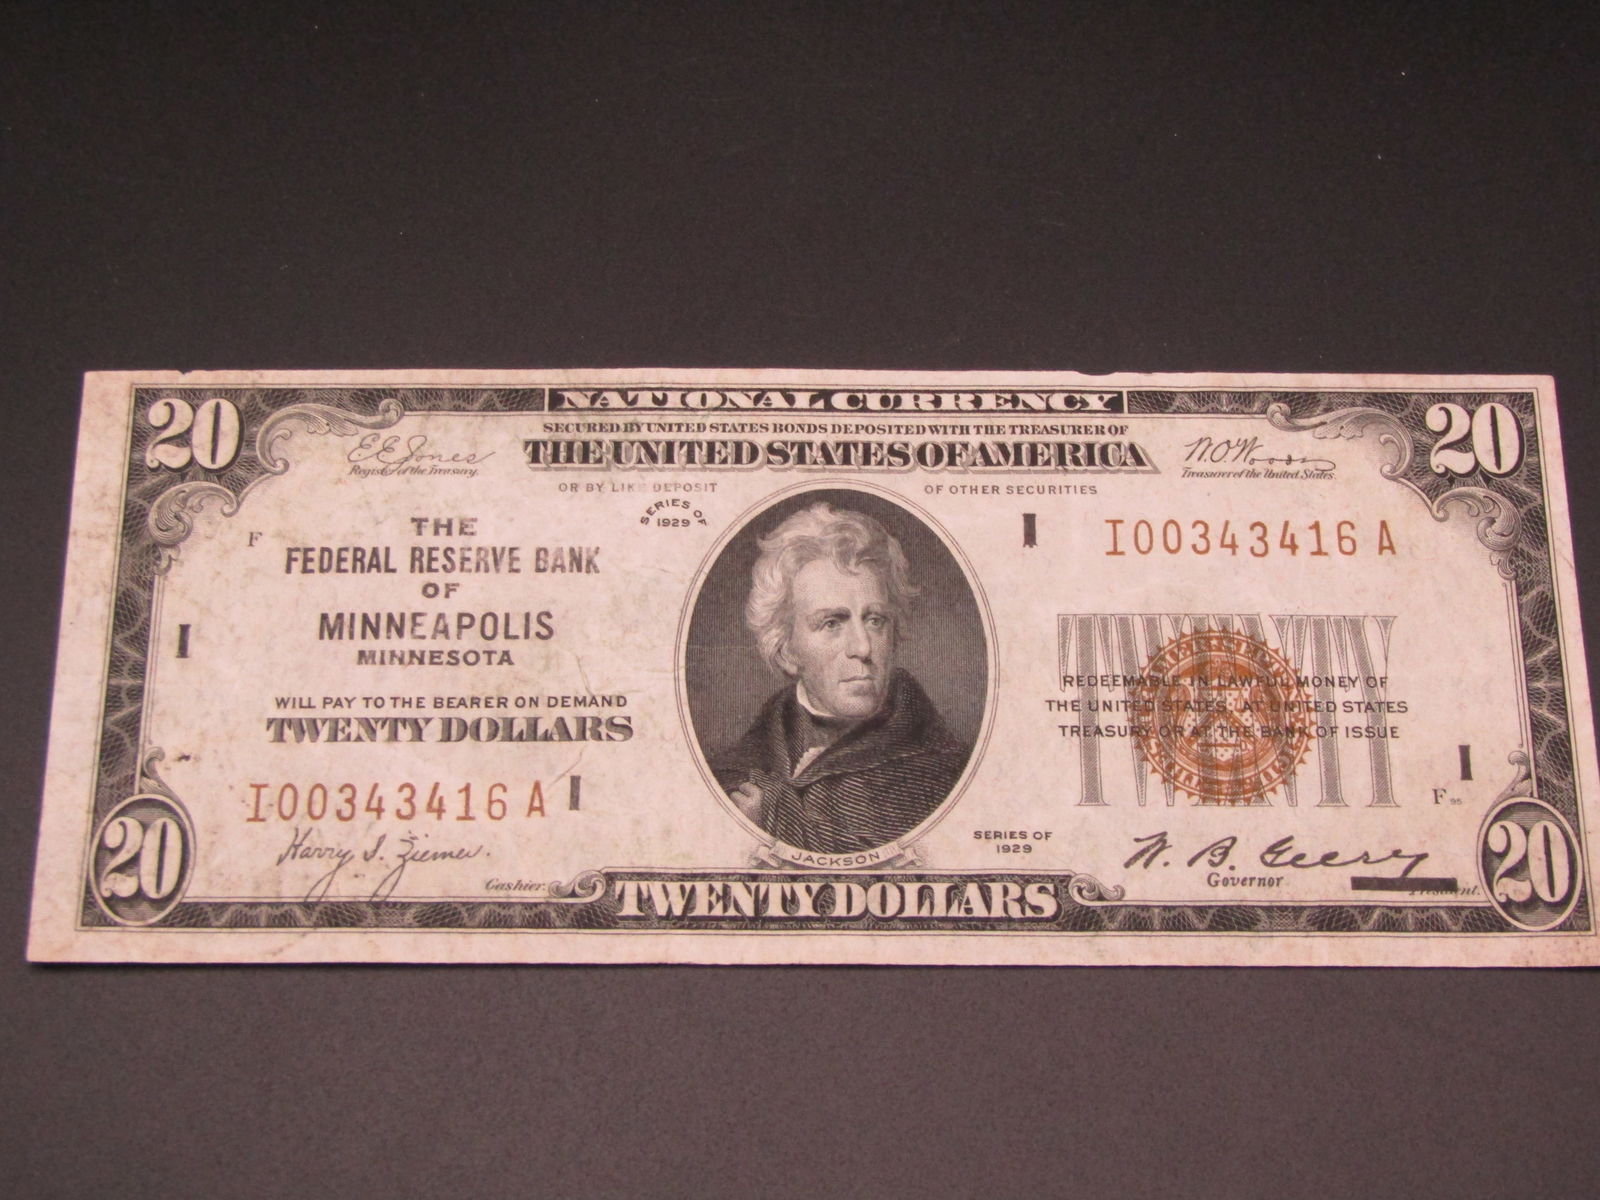 NATIONAL CURRENCY
SECURED BY UNITED STATES BONDS DEPOSITED WITH THE TREASURER OF
THE UNITED STATES OF AMERICA
OR BY LIKE DEPOSIT OF OTHER SECURITIES
20
20
E E Jones
Register of the Treasury.
W. O. Woods
Treasurer of the United States.
SERIES OF
1929
F
THE
FEDERAL RESERVE BANK
OF
MINNEAPOLIS
MINNESOTA
I
WILL PAY TO THE BEARER ON DEMAND
TWENTY DOLLARS
I00343416 A
I
Harry I. Ziemer.
Cashier.
JACKSON
I
I00343416 A
TWENTY
REDEEMABLE IN LAWFUL MONEY OF
THE UNITED STATES AT UNITED STATES
TREASURY OR AT THE BANK OF ISSUE
I
F 95
SERIES OF
1929
W. B. Geery
Governor
President.
20
TWENTY DOLLARS
20